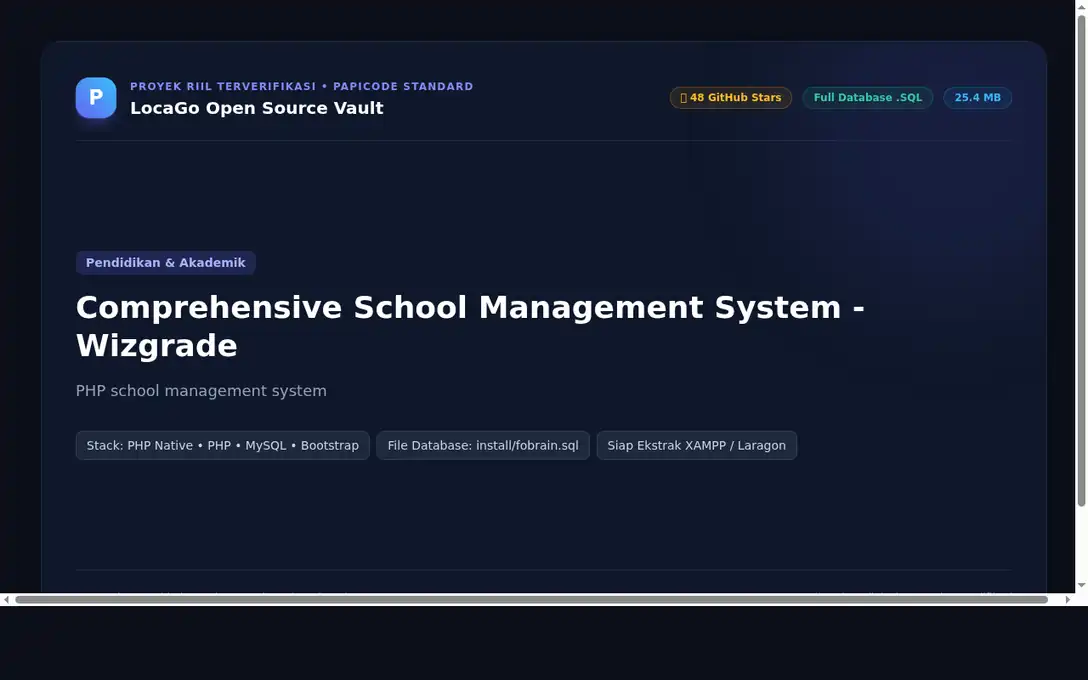 P
PROYEK RIIL TERVERIFIKASI • PAPICODE STANDARD
LocaGo Open Source Vault
48 GitHub Stars
Full Database .SQL
25.4 MB
Pendidikan & Akademik
Comprehensive School Management System -
Wizgrade
PHP school management system
Stack: PHP Native • PHP • MySQL • Bootstrap
File Database: install/fobrain.sql
Siap Ekstrak XAMPP / Laragon